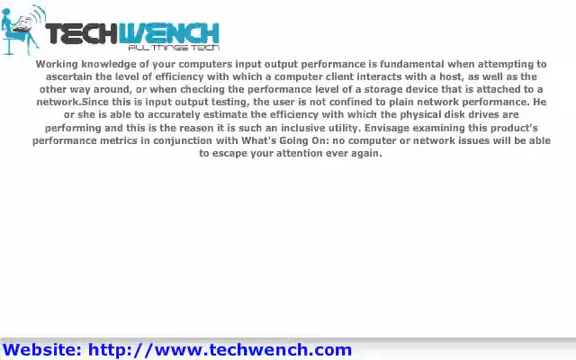 TECHWENCH
ALL THINGS TECH
Working knowledge of your computers input output performance is fundamental when attempting to
ascertain the level of efficiency with which a computer client interacts with a host, as well as the
other way around, or when checking the performance level of a storage device that is attached to a
network.Since this is input output testing, the user is not confined to plain network performance. He
or she is able to accurately estimate the efficiency with which the physical disk drives are
performing and this is the reason it is such an inclusive utility. Envisage examining this product's
performance metrics in conjunction with What's Going On: no computer or network issues will be able
to escape your attention ever again.
Website: http://www.techwench.com